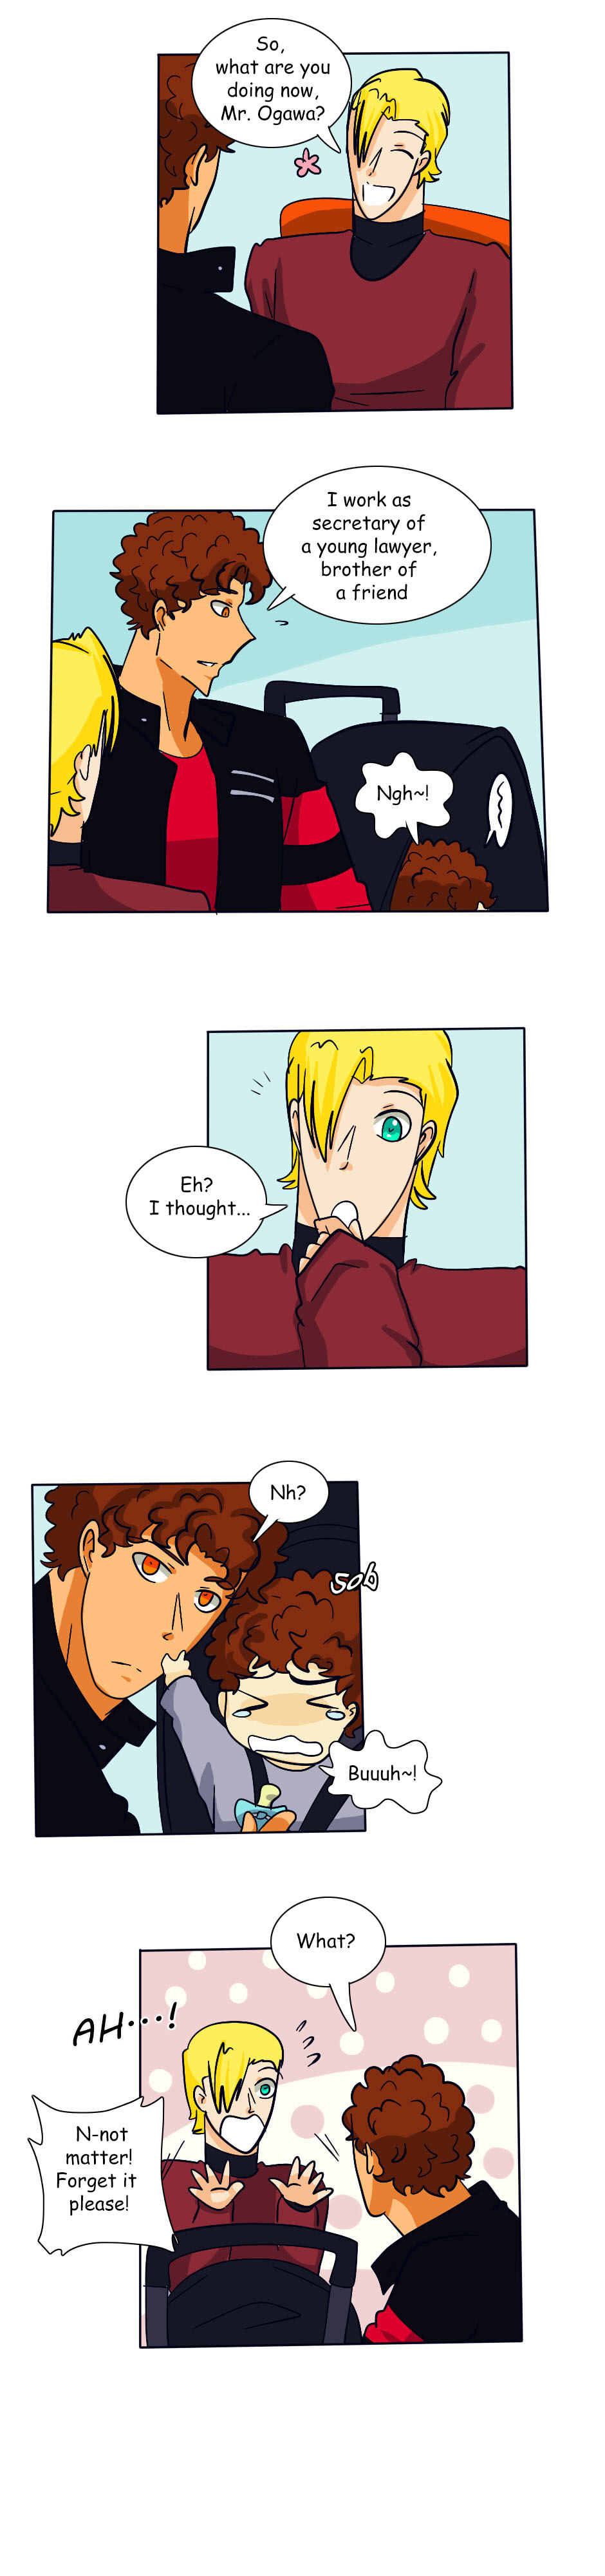 So,
what are you
doing now,
Mr. Ogawa?
I work as
secretary of
a young lawyer,
brother of
a friend
Ngh~!
Eh?
I thought...
Nh?
SOB
Buuuh~!
What?
AH...!
N-not
matter!
Forget it
please!